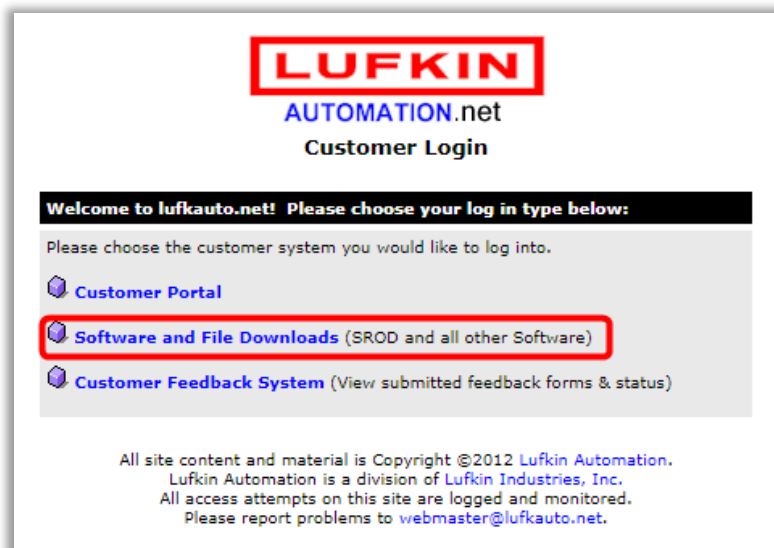 LUFKIN
AUTOMATION.net
Customer Login
Welcome to lufkauto.net! Please choose your log in type below:
Please choose the customer system you would like to log into.
Customer Portal
Software and File Downloads (SROD and all other Software)
Customer Feedback System (View submitted feedback forms & status)
All site content and material is Copyright ©2012 Lufkin Automation.
Lufkin Automation is a division of Lufkin Industries, Inc.
All access attempts on this site are logged and monitored.
Please report problems to webmaster@lufkauto.net.